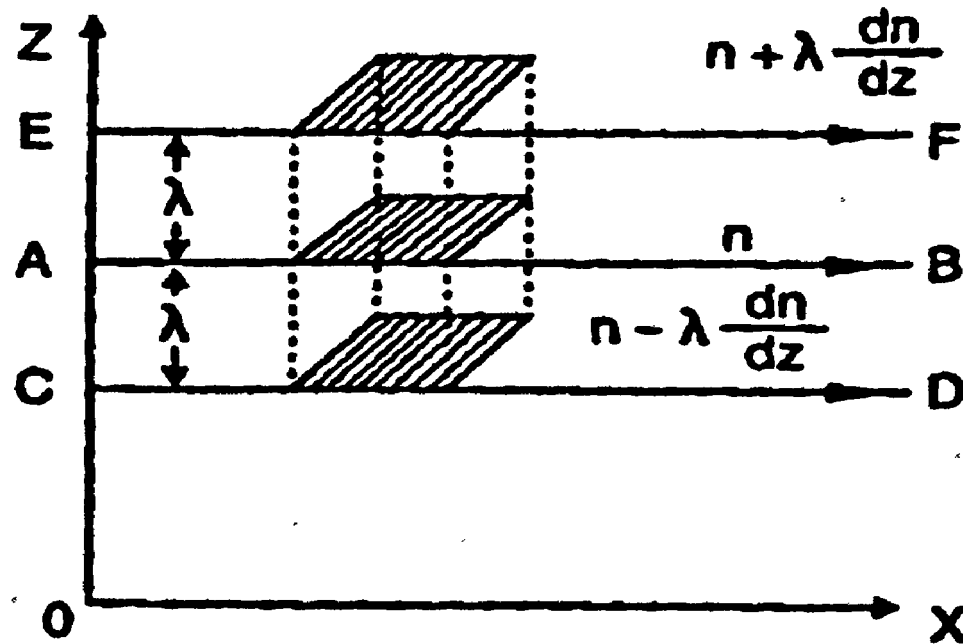 Z
n + λ dn/dz
E F
λ
A n B
λ
n - λ dn/dz
C D
0 X